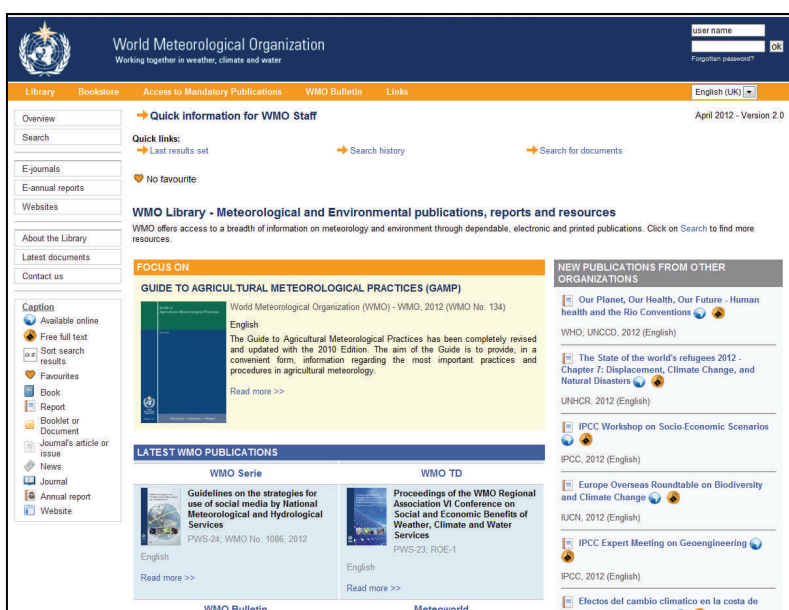 World Meteorological Organization
Working together in weather, climate and water
user name
ok
Forgotten password?
Library Bookstore Access to Mandatory Publications WMO Bulletin Links
English (UK)
Overview
Search
E-journals
E-annual reports
Websites
About the Library
Latest documents
Contact us
Caption
Available online
Free full text
Sort search
results
Favourites
Book
Report
Booklet or
Document
Journal's article or
issue
News
Journal
Annual report
Website
Quick information for WMO Staff
April 2012 - Version 2.0
Quick links:
Last results set Search history Search for documents
No favourite
WMO Library - Meteorological and Environmental publications, reports and resources
WMO offers access to a breadth of information on meteorology and environment through dependable, electronic and printed publications. Click on Search to find more
resources.
FOCUS ON
GUIDE TO AGRICULTURAL METEOROLOGICAL PRACTICES (GAMP)
World Meteorological Organization (WMO) - WMO, 2012 (WMO No. 134)
English
The Guide to Agricultural Meteorological Practices has been completely revised
and updated with the 2010 Edition. The aim of the Guide is to provide, in a
convenient form, information regarding the most important practices and
procedures in agricultural meteorology.
Read more >>
LATEST WMO PUBLICATIONS
WMO Serie
Guidelines on the strategies for
use of social media by National
Meteorological and Hydrological
Services
PWS-24; WMO No. 1086, 2012
English
Read more >>
WMO TD
Proceedings of the WMO Regional
Association VI Conference on
Social and Economic Benefits of
Weather, Climate and Water
Services
PWS-23; ROE-1
English
Read more >>
WMO Bulletin
Meteoworld
NEW PUBLICATIONS FROM OTHER
ORGANIZATIONS
Our Planet, Our Health, Our Future - Human
health and the Rio Conventions
WHO; UNCCD, 2012 (English)
The State of the world's refugees 2012 -
Chapter 7: Displacement, Climate Change, and
Natural Disasters
UNHCR, 2012 (English)
IPCC Workshop on Socio-Economic Scenarios
IPCC, 2012 (English)
Europe Overseas Roundtable on Biodiversity
and Climate Change
IUCN, 2012 (English)
IPCC Expert Meeting on Geoengineering
IPCC, 2012 (English)
Efectos del cambio climatico en la costa de